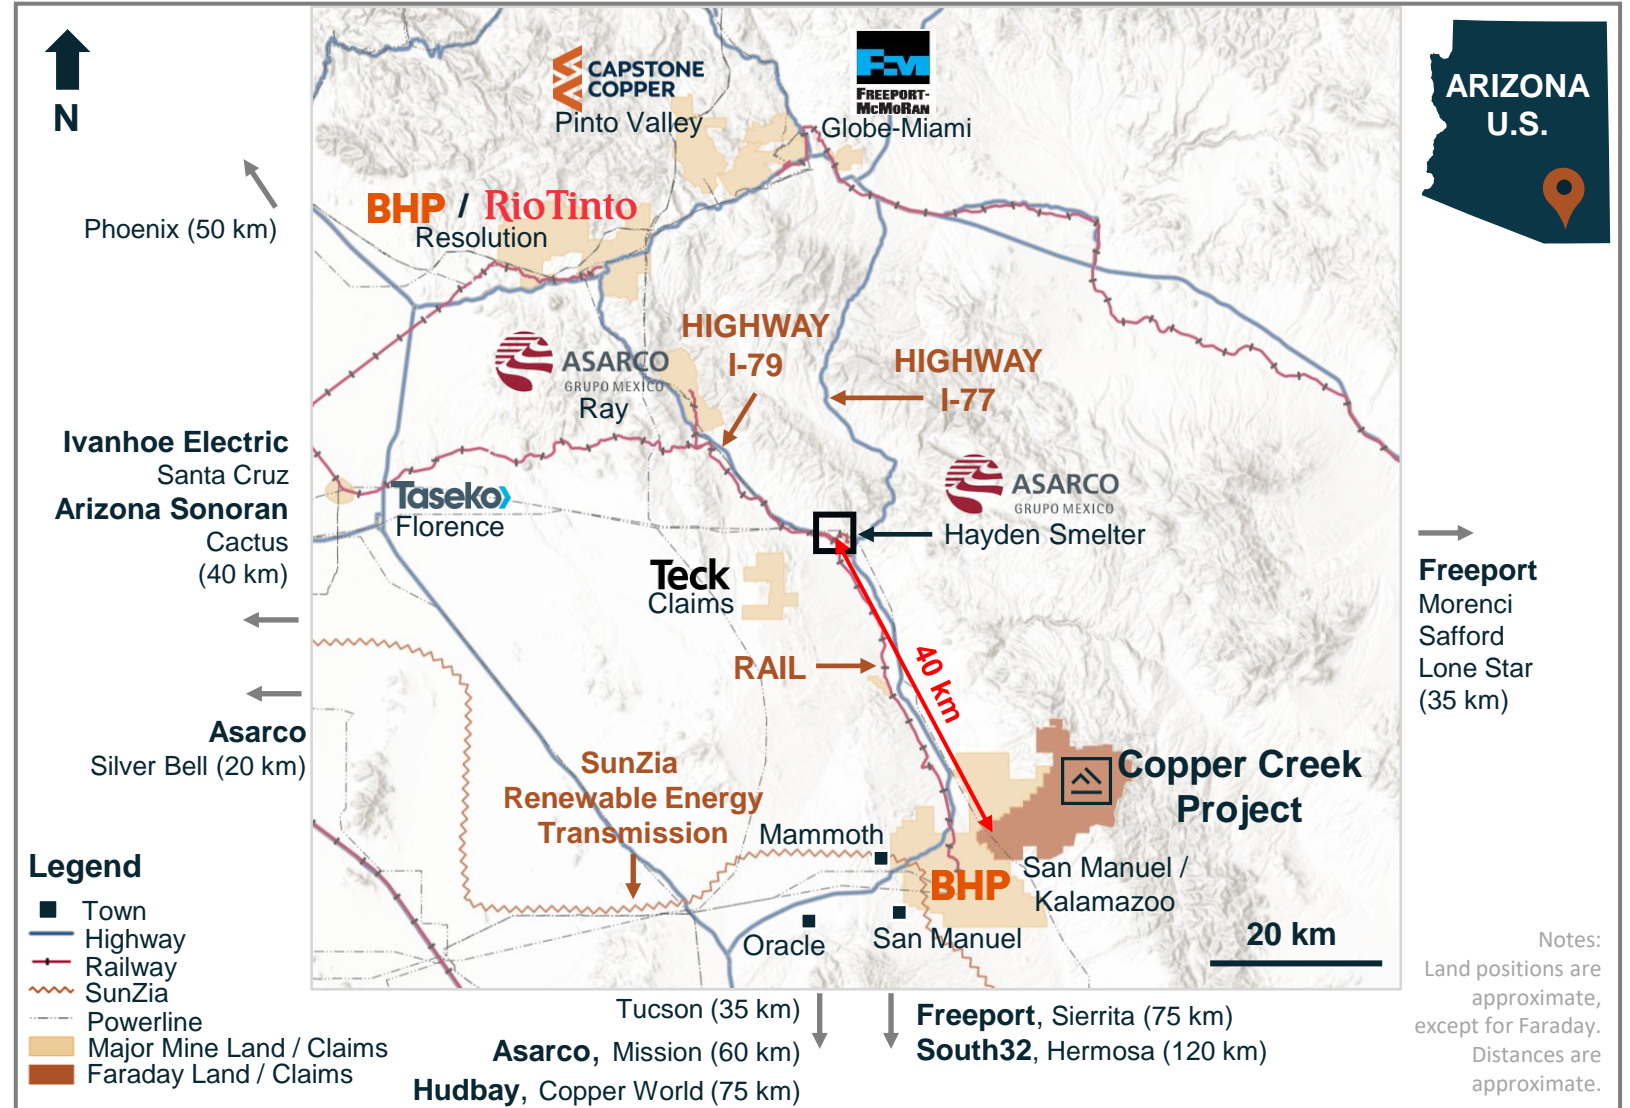 N
Phoenix (50 km)
CAPSTONE
COPPER
Pinto Valley
FREEPORT-
MCMORAN
Globe-Miami
ARIZONA
U.S.
BHP / RioTinto
Resolution
HIGHWAY
I-79
HIGHWAY
I-77
ASARCO
GRUPO MEXICO
Ray
Ivanhoe Electric
Santa Cruz
Arizona Sonoran
Cactus
(40 km)
Taseko
Florence
ASARCO
GRUPO MEXICO
Hayden Smelter
Teck
Claims
Freeport
Morenci
Safford
Lone Star
(35 km)
RAIL
40 km
Asarco
Silver Bell (20 km)
SunZia
Renewable Energy
Transmission
Copper Creek
Project
Mammoth
BHP
San Manuel /
Kalamazoo
Oracle
San Manuel
20 km
Legend
Town
Highway
Railway
SunZia
Powerline
Major Mine Land / Claims
Faraday Land / Claims
Tucson (35 km)
Asarco, Mission (60 km)
Hudbay, Copper World (75 km)
Freeport, Sierrita (75 km)
South32, Hermosa (120 km)
Notes:
Land positions are
approximate,
except for Faraday.
Distances are
approximate.